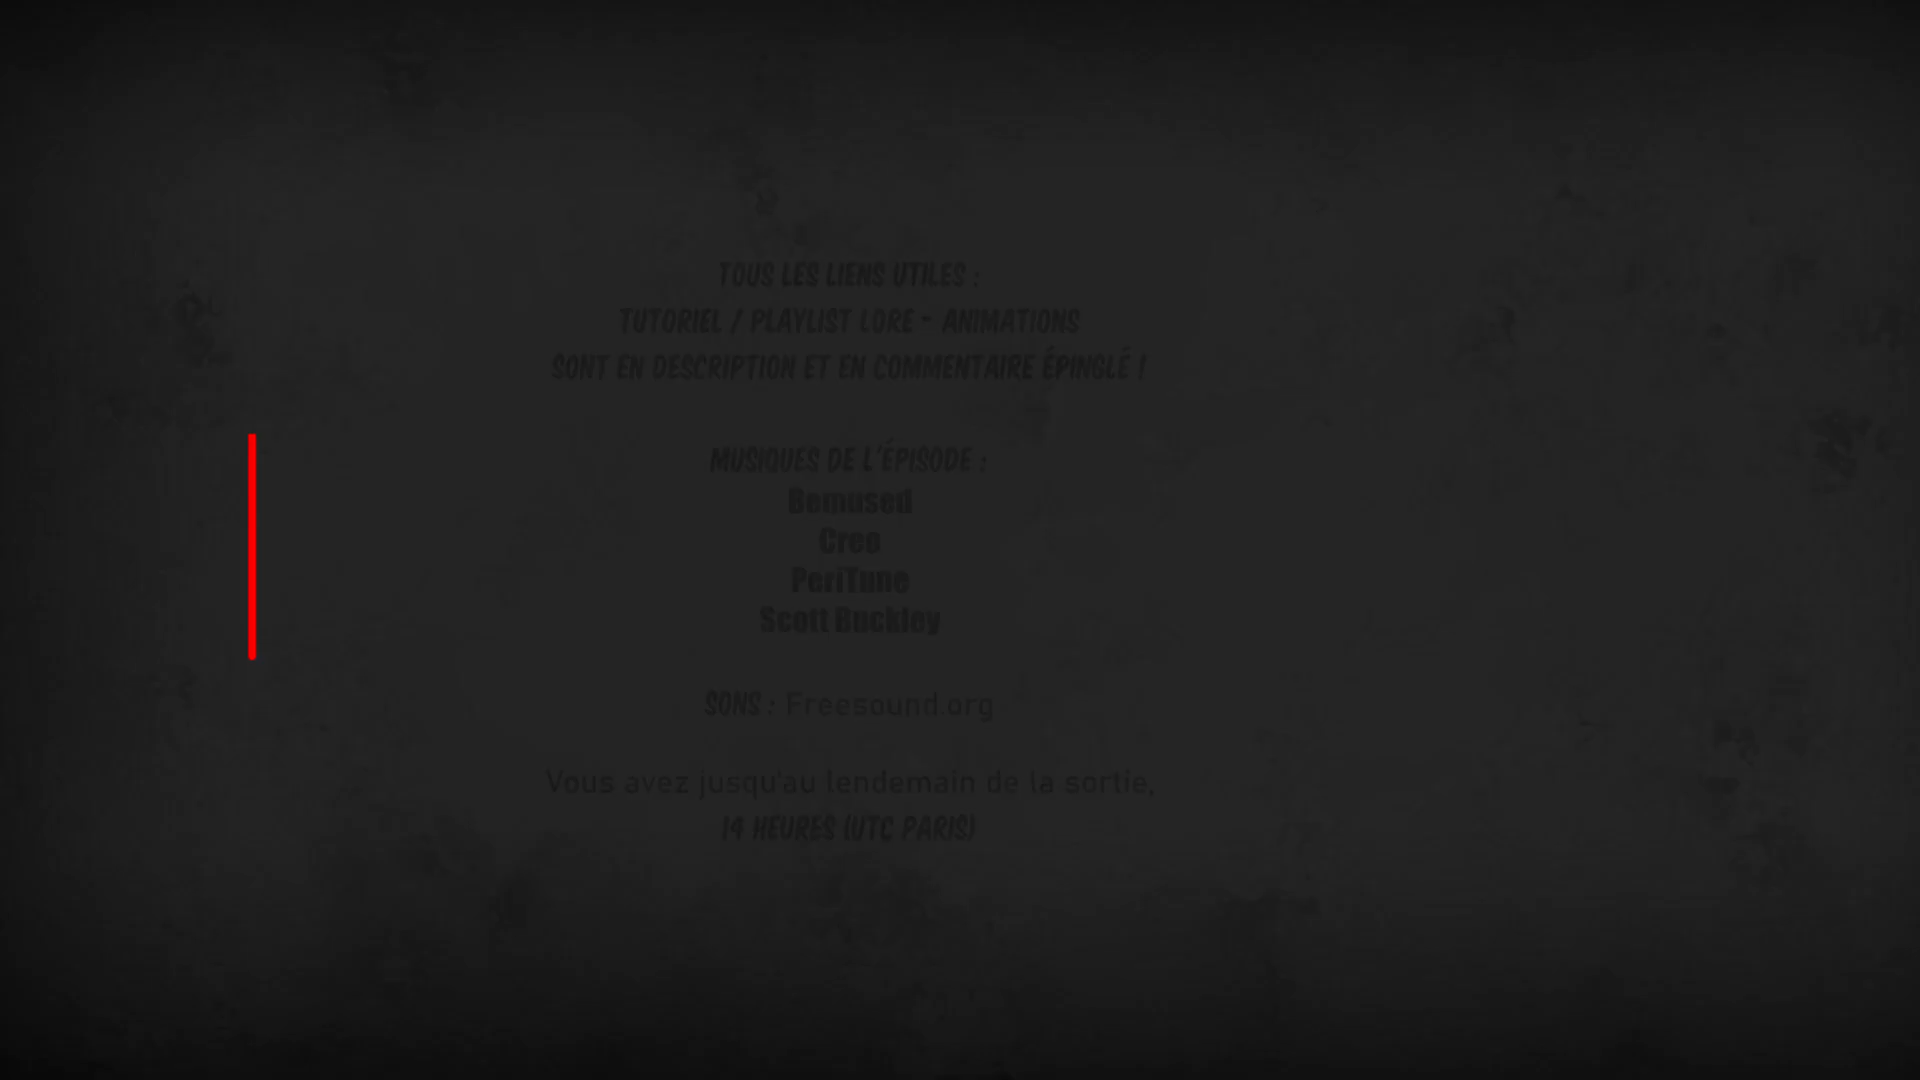 TOUS LES LIENS UTILES :
TUTORIEL / PLAYLIST LORE - ANIMATIONS
SONT EN DESCRIPTION ET EN COMMENTAIRE ÉPINGLÉ !
MUSIQUES DE L'ÉPISODE :
Bemused
Creo
PeriTune
Scott Buckley
SONS : Freesound.org
Vous avez jusqu'au lendemain de la sortie,
14 HEURES (UTC PARIS)